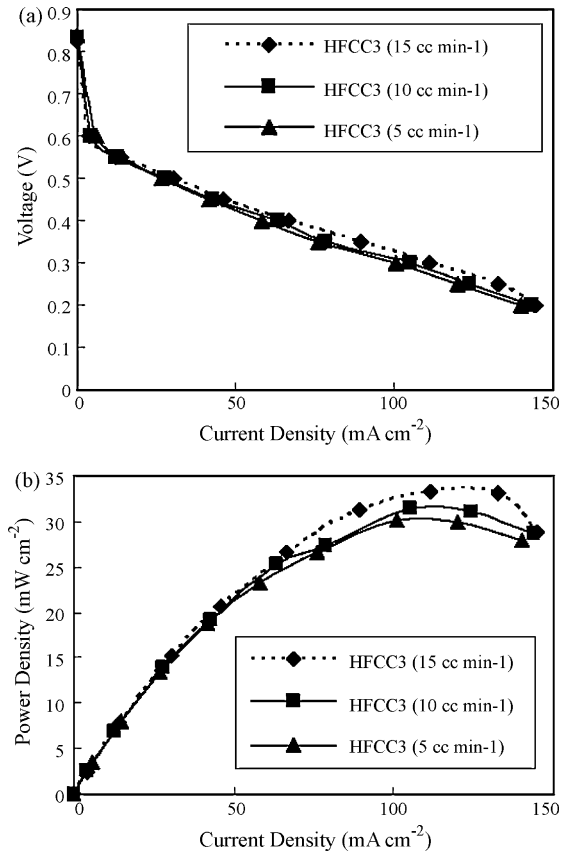 (a)
0.9
0.8
0.7
0.6
0.5
0.4
0.3
0.2
0.1
0
Voltage (V)
HFCC3 (15 cc min-1)
HFCC3 (10 cc min-1)
HFCC3 (5 cc min-1)
0 50 100 150
Current Density (mA cm⁻²)
(b)
35
30
25
20
15
10
5
0
Power Density (mW cm⁻²)
HFCC3 (15 cc min-1)
HFCC3 (10 cc min-1)
HFCC3 (5 cc min-1)
0 50 100 150
Current Density (mA cm⁻²)